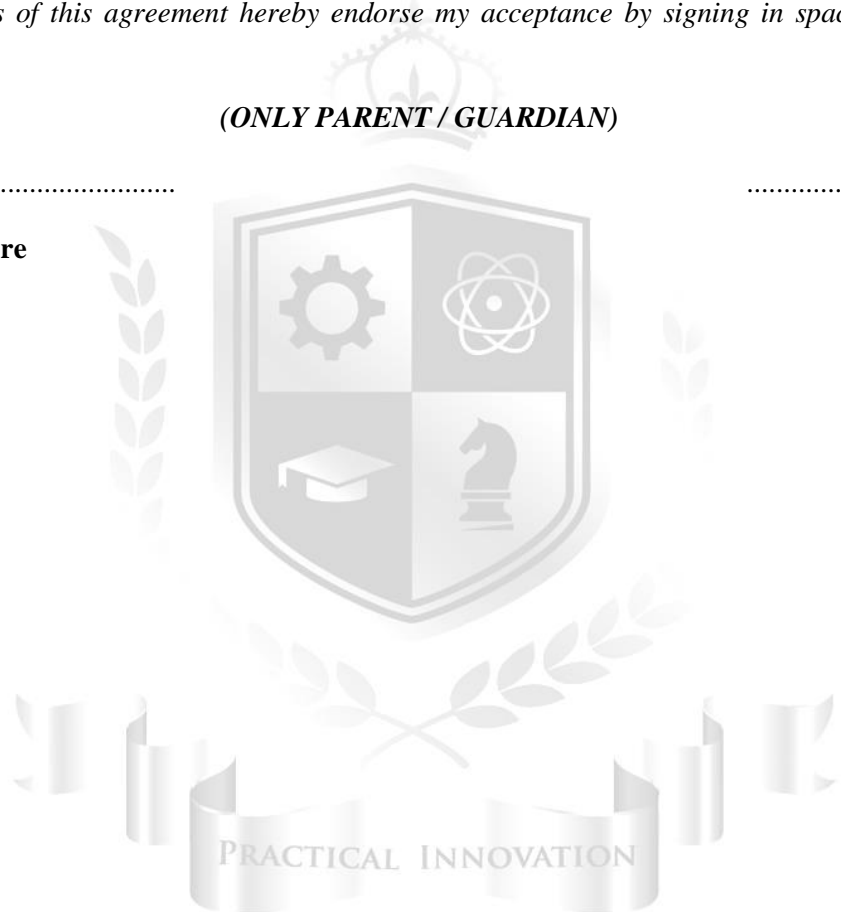 s of this agreement hereby endorse my acceptance by signing in spac
(ONLY PARENT / GUARDIAN)
........................ .............
re
PRACTICAL INNOVATION